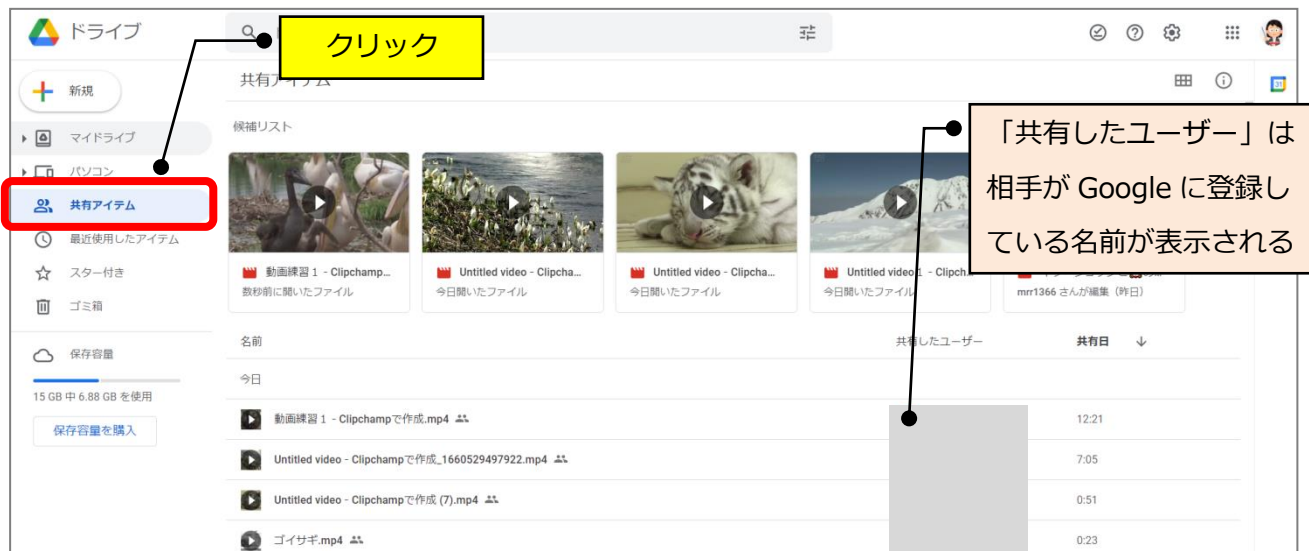 ドライブ
クリック
新規
マイドライブ
パソコン
共有アイテム
最近使用したアイテム
スター付き
ゴミ箱
保存容量
15 GB 中 6.88 GB を使用
保存容量を購入
共有アイテム
31
候補リスト
「共有したユーザー」は
相手が Google に登録し
ている名前が表示される
動画練習 1 - Clipchamp...
数秒前に開いたファイル
Untitled video - Clipcha...
今日開いたファイル
Untitled video - Clipcha...
今日開いたファイル
Untitled video 1 - Clipch...
今日開いたファイル
mrr1366 さんが編集（昨日）
名前 共有したユーザー 共有日
今日
動画練習 1 - Clipchampで作成.mp4 12:21
Untitled video - Clipchampで作成_1660529497922.mp4 7:05
Untitled video - Clipchampで作成 (7).mp4 0:51
ゴイサギ.mp4 0:23